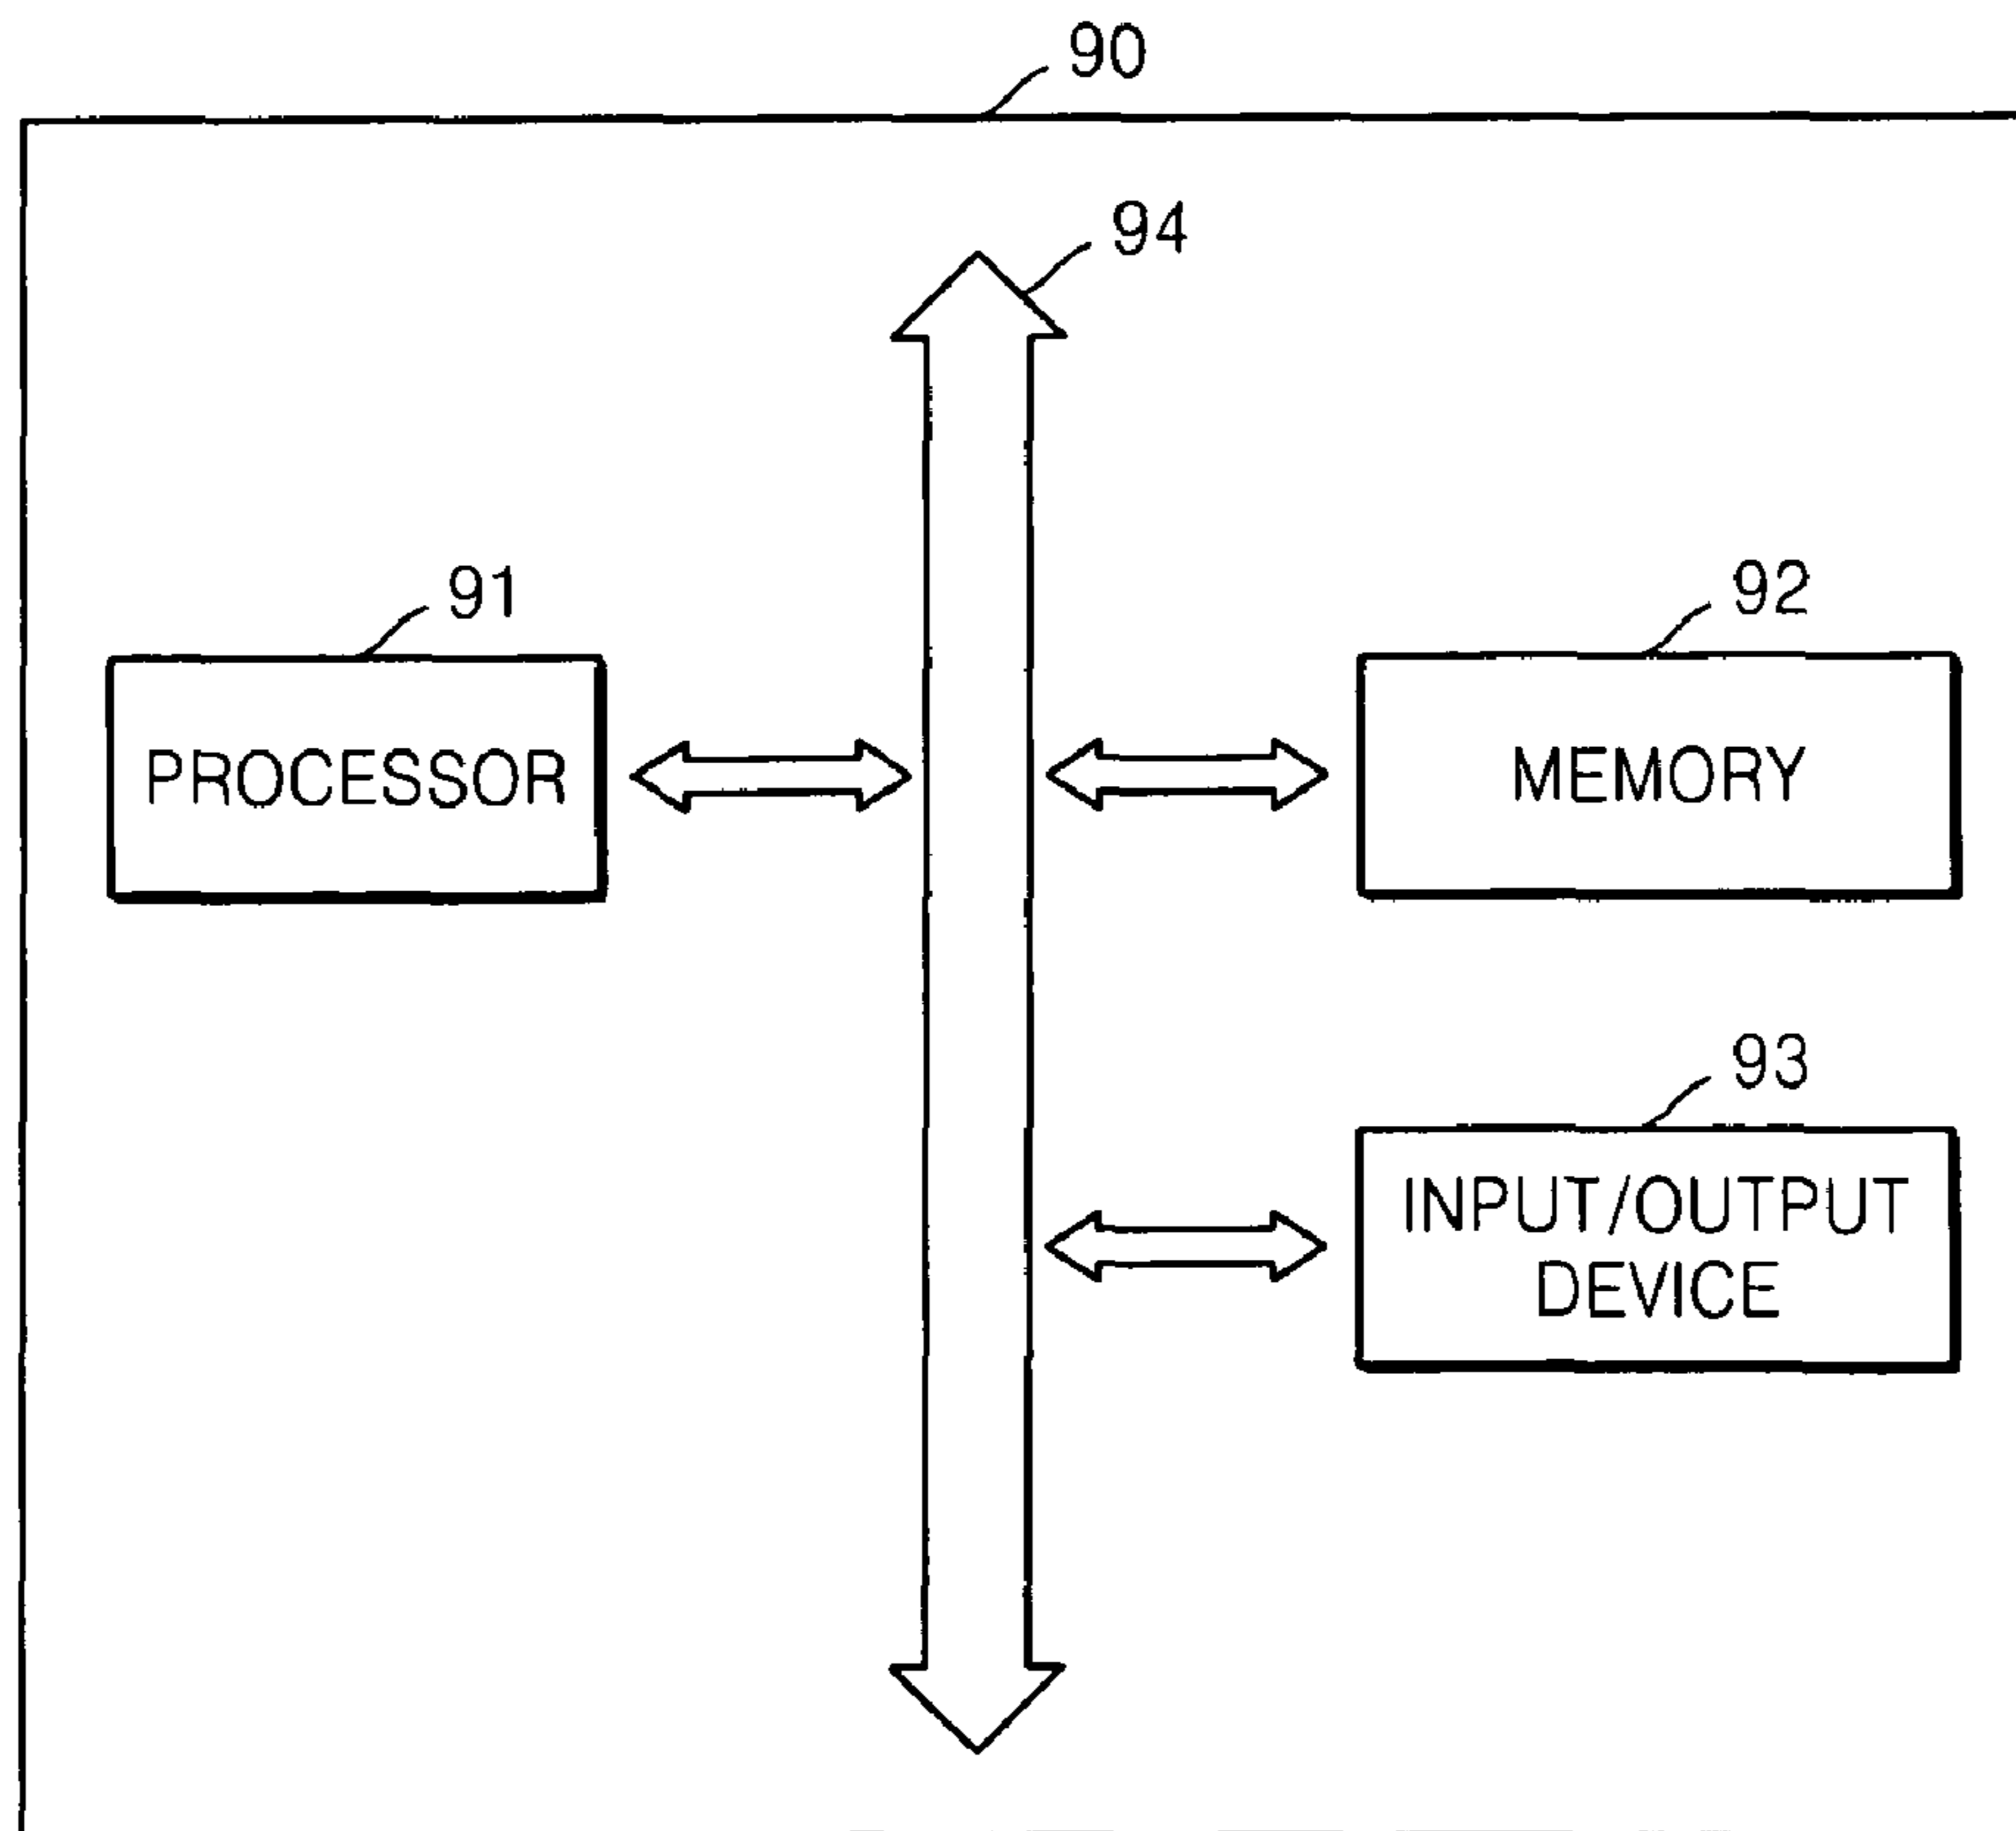 90
94
91
92
PROCESSOR
MEMORY
93
INPUT/OUTPUT
DEVICE